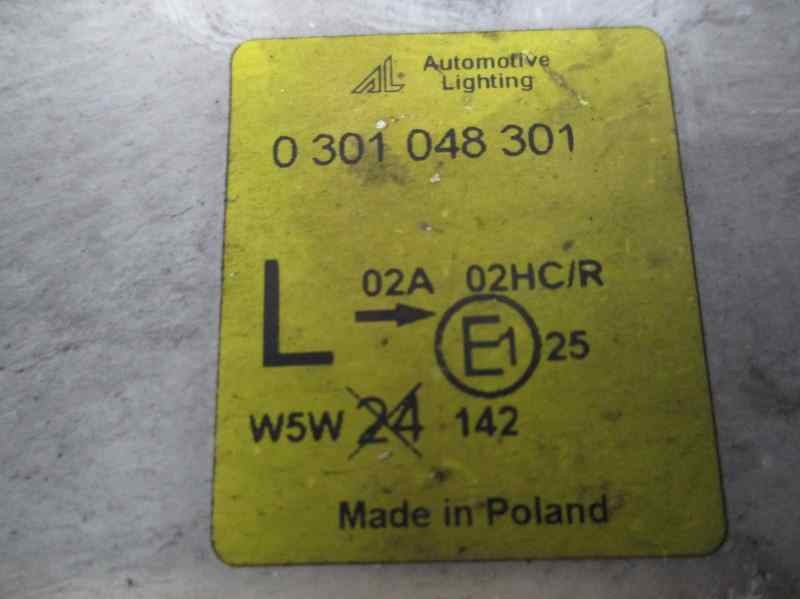 AL® Automotive
Lighting
0 301 048 301
L 02A 02HC/R
E1 25
W5W 24 142
Made in Poland